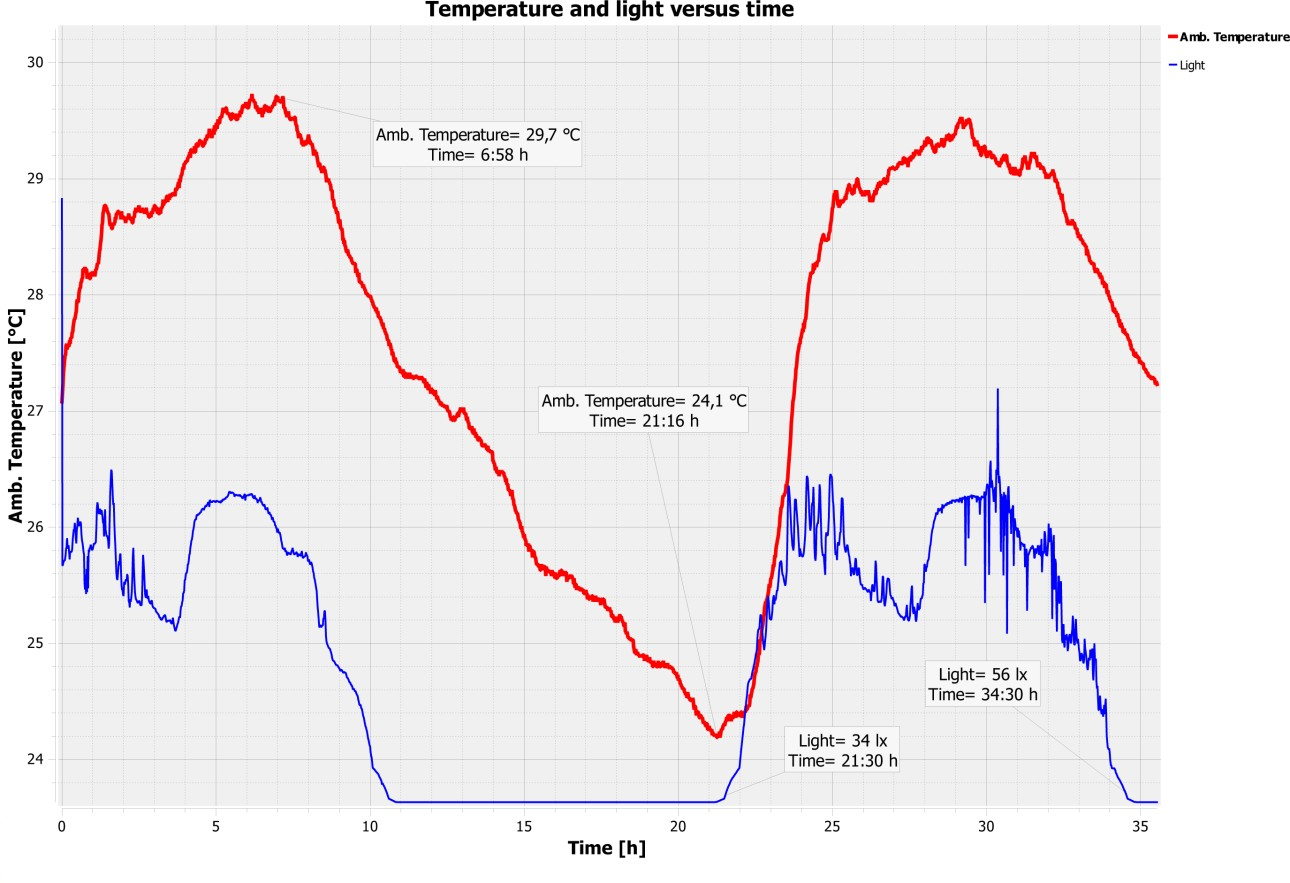 Temperature and light versus time
Amb. Temperature
Light
30
29
28
27
26
25
24
Amb. Temperature [°C]
Amb. Temperature= 29,7 °C
Time= 6:58 h
Amb. Temperature= 24,1 °C
Time= 21:16 h
Light= 56 lx
Time= 34:30 h
Light= 34 lx
Time= 21:30 h
0 5 10 15 20 25 30 35
Time [h]